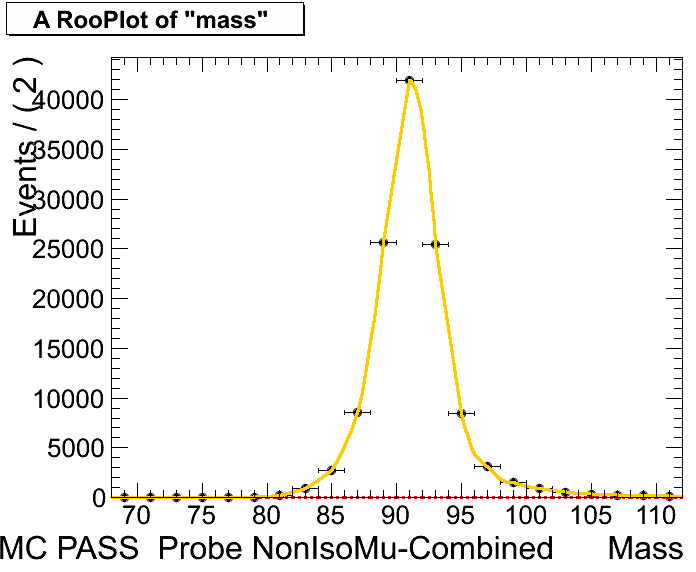 A RooPlot of "mass"
Events / ( 2 )
40000
35000
30000
25000
20000
15000
10000
5000
0
70 75 80 85 90 95 100 105 110
MC PASS Probe NonIsoMu-Combined Mass